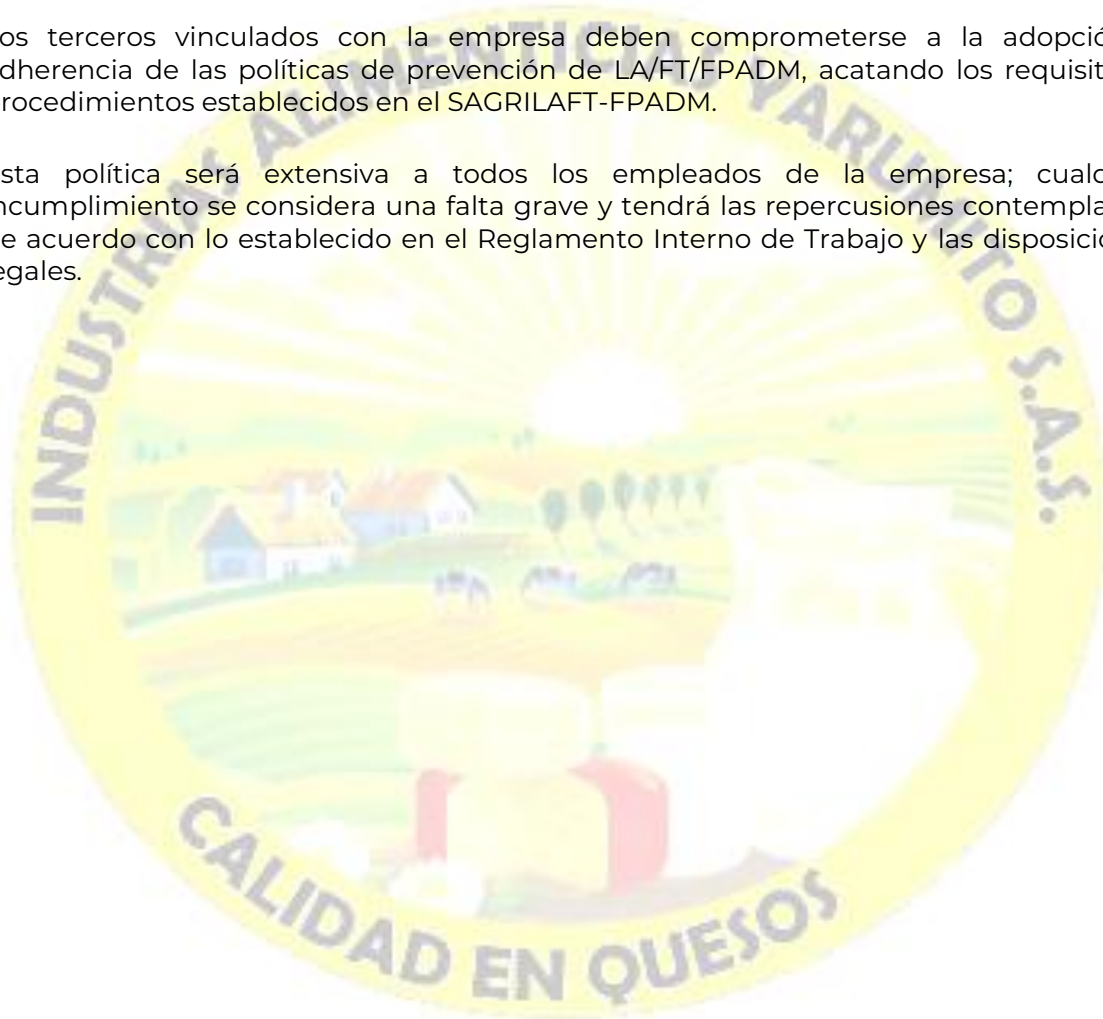 os terceros vinculados con la empresa deben comprometerse a la adopció
dherencia de las políticas de prevención de LA/FT/FPADM, acatando los requisit
rocedimientos establecidos en el SAGRILAFT-FPADM.
sta política será extensiva a todos los empleados de la empresa; cualq
ncumplimiento se considera una falta grave y tendrá las repercusiones contempla
e acuerdo con lo establecido en el Reglamento Interno de Trabajo y las disposicio
egales.
INDUSTRIAS ALIMENTICIAS YARUMITO S.A.S.
CALIDAD EN QUESOS